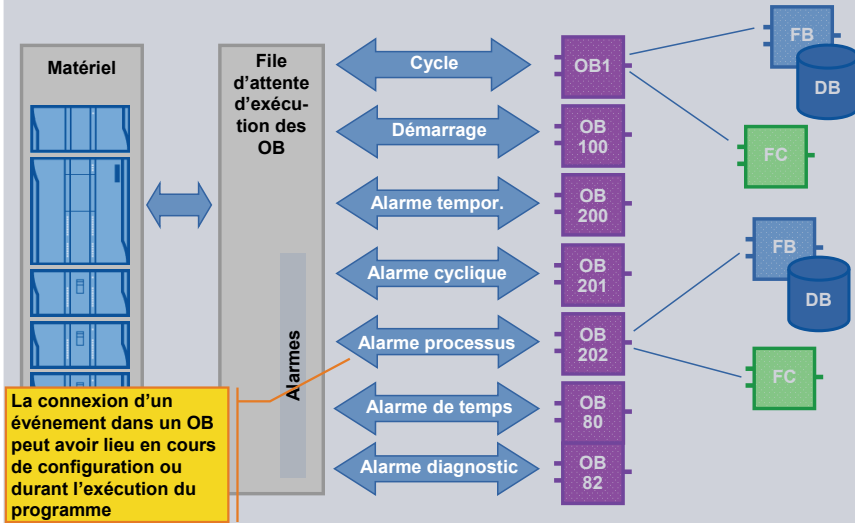 Matériel
File
d'attente
d'exécu-
tion des
OB
Alarmes
Cycle
OB1
Démarrage
OB
100
Alarme tempor.
OB
200
Alarme cyclique
OB
201
Alarme processus
OB
202
Alarme de temps
OB
80
Alarme diagnostic
OB
82
FB
DB
FC
FB
DB
FC
La connexion d'un
événement dans un OB
peut avoir lieu en cours
de configuration ou
durant l'exécution du
programme